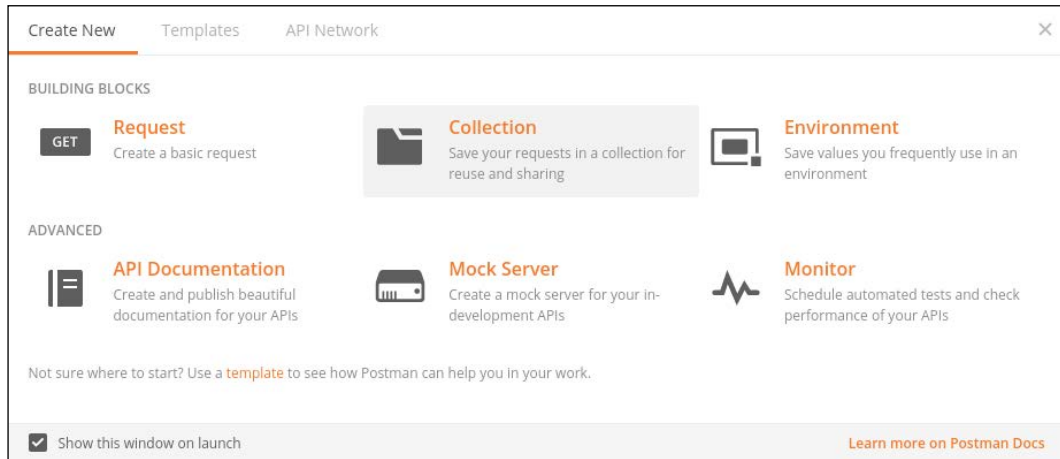 Create New
Templates
API Network
BUILDING BLOCKS
GET
Request
Create a basic request
Collection
Save your requests in a collection for
reuse and sharing
Environment
Save values you frequently use in an
environment
ADVANCED
API Documentation
Create and publish beautiful
documentation for your APIs
Mock Server
Create a mock server for your in-
development APIs
Monitor
Schedule automated tests and check
performance of your APIs
Not sure where to start? Use a template to see how Postman can help you in your work.
Show this window on launch
Learn more on Postman Docs